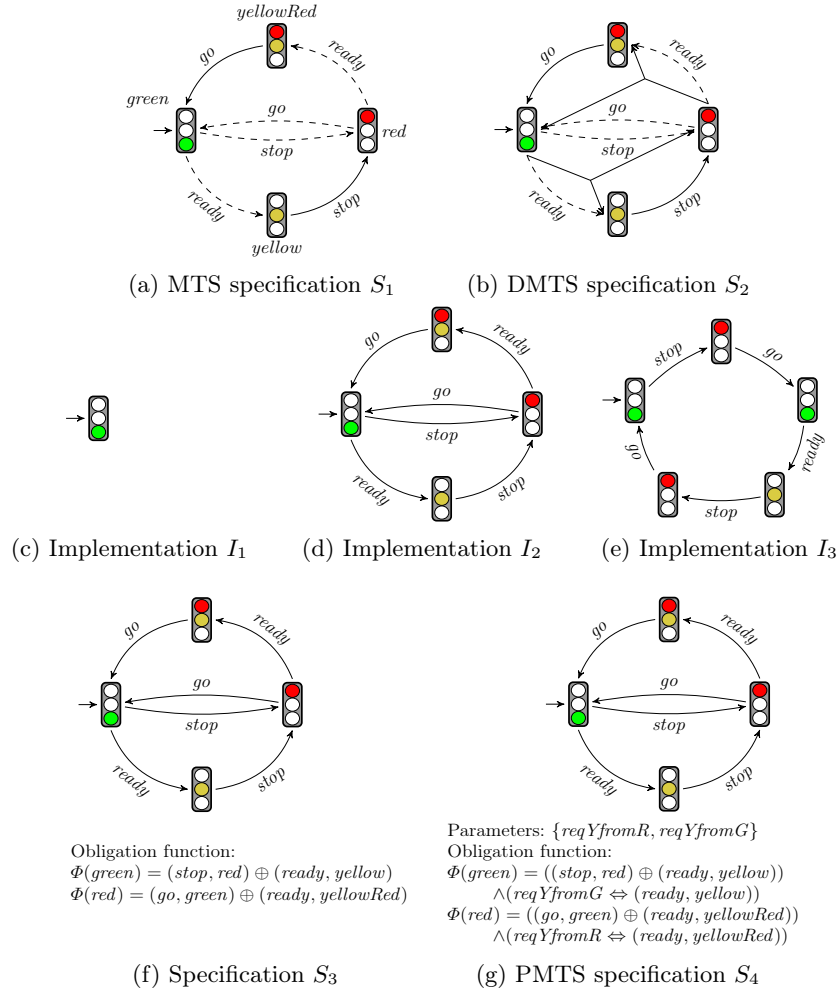 yellowRed
go
ready
green
go
stop
red
ready
stop
yellow
(a) MTS specification S₁
go
ready
go
stop
ready
stop
(b) DMTS specification S₂
(c) Implementation I₁
go
ready
go
stop
ready
stop
(d) Implementation I₂
stop
go
ready
stop
go
(e) Implementation I₃
go
ready
go
stop
ready
stop
Obligation function:
Φ(green) = (stop, red) ⊕ (ready, yellow)
Φ(red) = (go, green) ⊕ (ready, yellowRed)
(f) Specification S₃
go
ready
go
stop
ready
stop
Parameters: {reqYfromR, reqYfromG}
Obligation function:
Φ(green) = ((stop, red) ⊕ (ready, yellow))
∧(reqYfromG ⇔ (ready, yellow))
Φ(red) = ((go, green) ⊕ (ready, yellowRed))
∧(reqYfromR ⇔ (ready, yellowRed))
(g) PMTS specification S₄